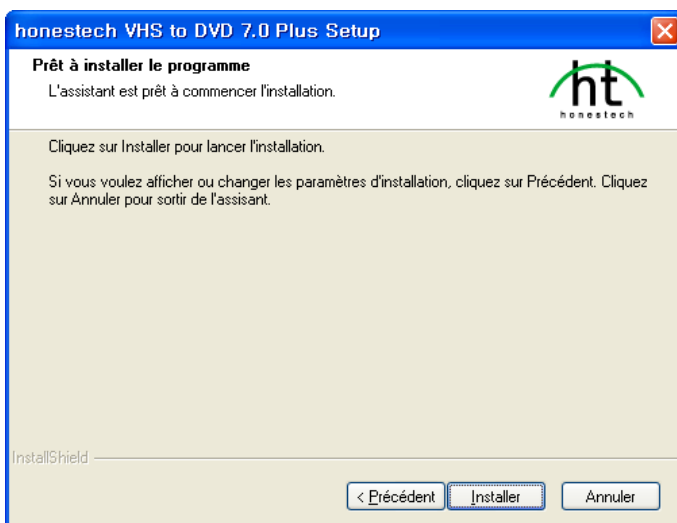 honestech VHS to DVD 7.0 Plus Setup
Prêt à installer le programme
L'assistant est prêt à commencer l'installation.
ht
honestech
Cliquez sur Installer pour lancer l'installation.
Si vous voulez afficher ou changer les paramètres d'installation, cliquez sur Précédent. Cliquez
sur Annuler pour sortir de l'assisant.
InstallShield
< Précédent
Installer
Annuler